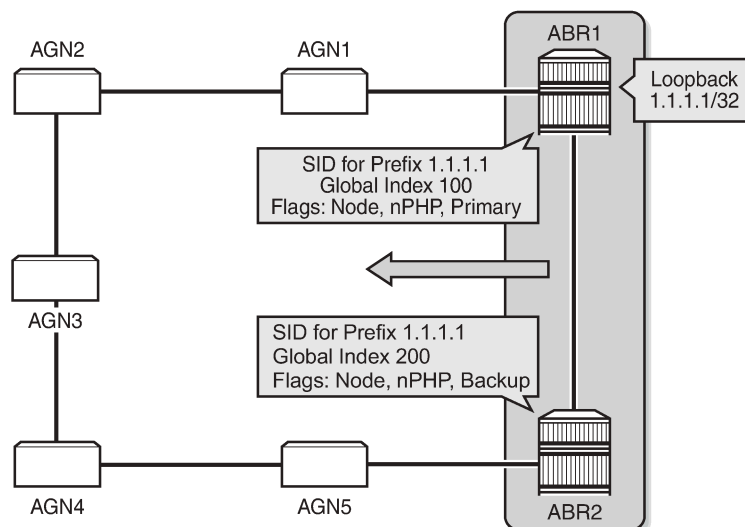 AGN2
AGN1
ABR1
Loopback
1.1.1.1/32
SID for Prefix 1.1.1.1
Global Index 100
Flags: Node, nPHP, Primary
AGN3
SID for Prefix 1.1.1.1
Global Index 200
Flags: Node, nPHP, Backup
AGN4
AGN5
ABR2